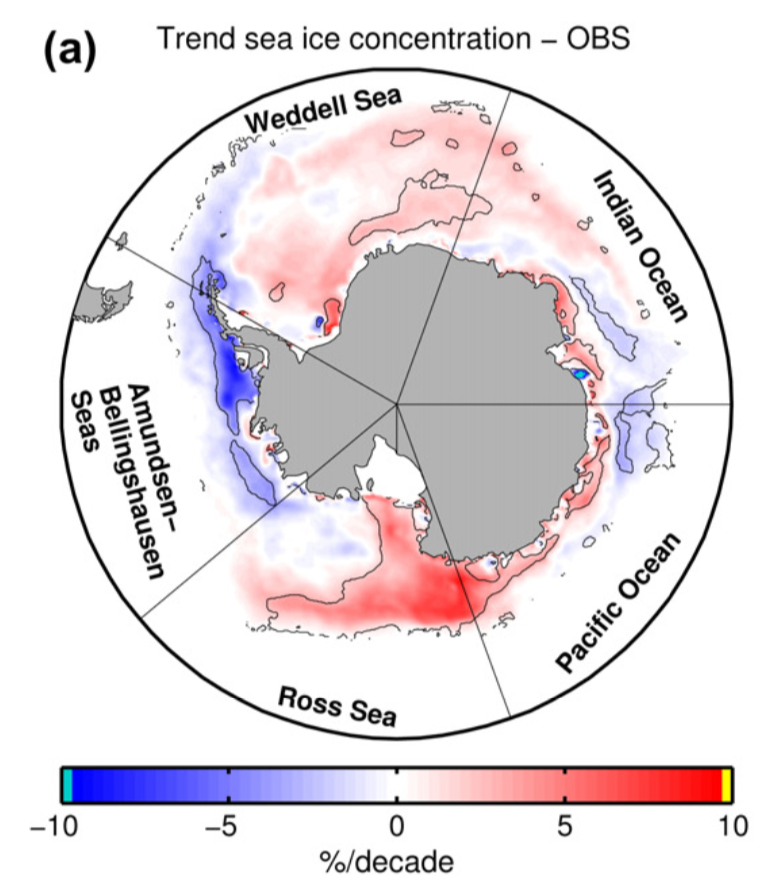 (a) Trend sea ice concentration – OBS
Weddell Sea
Indian Ocean
Amundsen–
Bellingshausen
Seas
Pacific Ocean
Ross Sea
−10 −5 0 5 10
%/decade